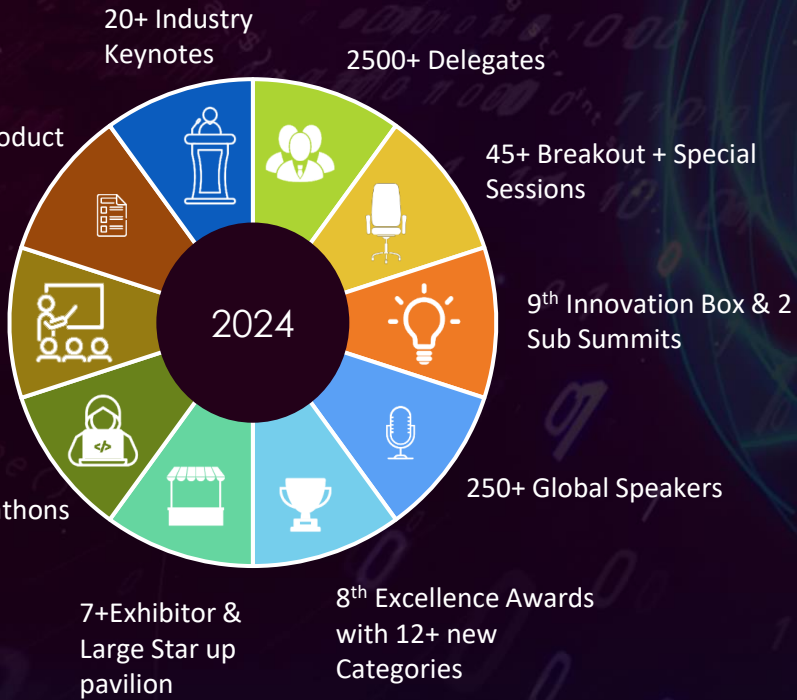 20+ Industry
Keynotes
2500+ Delegates
oduct
45+ Breakout + Special
Sessions
9th Innovation Box & 2
Sub Summits
2024
</>
250+ Global Speakers
thons
7+Exhibitor &
Large Star up
pavilion
8th Excellence Awards
with 12+ new
Categories